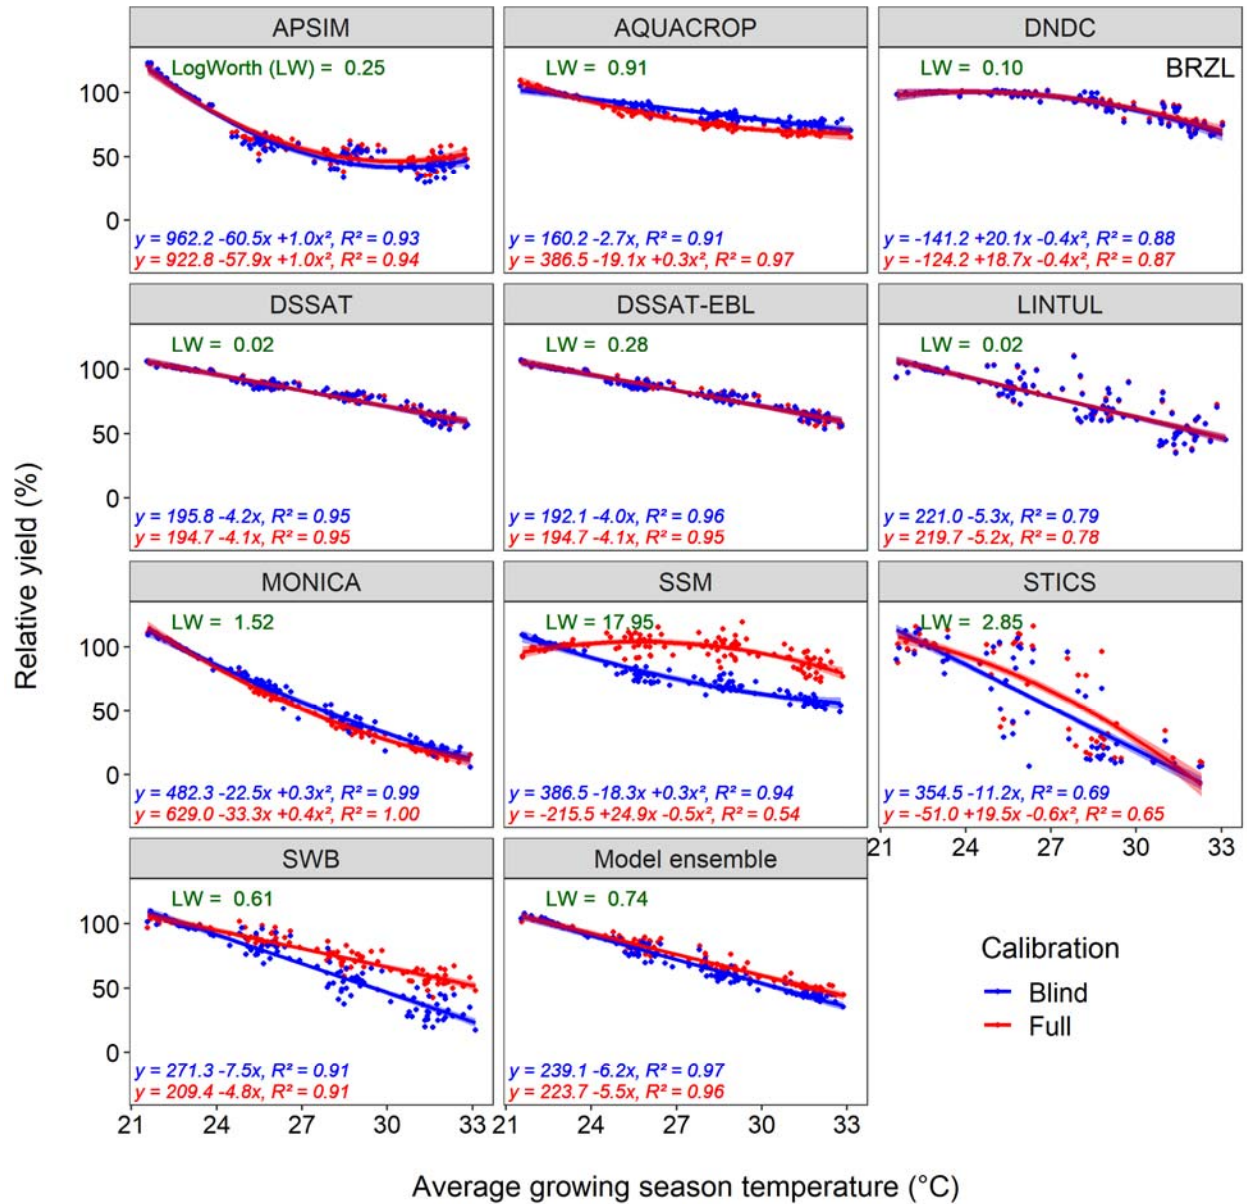 APSIM
AQUACROP
DNDC
LogWorth (LW) = 0.25
LW = 0.91
LW = 0.10
BRZL
100
50
0
y = 962.2 -60.5x +1.0x², R² = 0.93
y = 922.8 -57.9x +1.0x², R² = 0.94
y = 160.2 -2.7x, R² = 0.91
y = 386.5 -19.1x +0.3x², R² = 0.97
y = -141.2 +20.1x -0.4x², R² = 0.88
y = -124.2 +18.7x -0.4x², R² = 0.87
DSSAT
DSSAT-EBL
LINTUL
LW = 0.02
LW = 0.28
LW = 0.02
100
50
0
y = 195.8 -4.2x, R² = 0.95
y = 194.7 -4.1x, R² = 0.95
y = 192.1 -4.0x, R² = 0.96
y = 194.7 -4.1x, R² = 0.95
y = 221.0 -5.3x, R² = 0.79
y = 219.7 -5.2x, R² = 0.78
Relative yield (%)
MONICA
SSM
STICS
LW = 1.52
LW = 17.95
LW = 2.85
100
50
0
y = 482.3 -22.5x +0.3x², R² = 0.99
y = 629.0 -33.3x +0.4x², R² = 1.00
y = 386.5 -18.3x +0.3x², R² = 0.94
y = -215.5 +24.9x -0.5x², R² = 0.54
y = 354.5 -11.2x, R² = 0.69
y = -51.0 +19.5x -0.6x², R² = 0.65
21 24 27 30 33
SWB
Model ensemble
LW = 0.61
LW = 0.74
100
50
0
y = 271.3 -7.5x, R² = 0.91
y = 209.4 -4.8x, R² = 0.91
y = 239.1 -6.2x, R² = 0.97
y = 223.7 -5.5x, R² = 0.96
21 24 27 30 33
21 24 27 30 33
Calibration
Blind
Full
Average growing season temperature (°C)